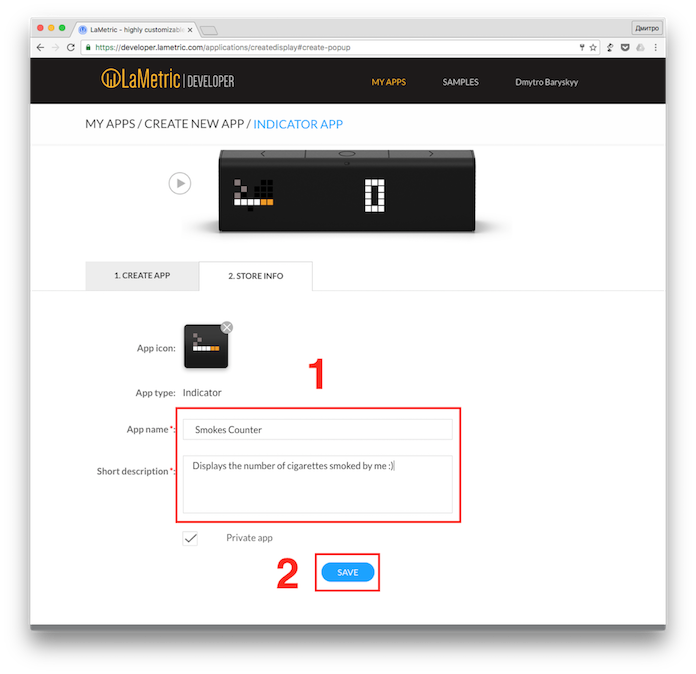 LaMetric - highly customizable
Дмитро
https://developer.lametric.com/applications/createdisplay#create-popup
LaMetric | DEVELOPER
MY APPS
SAMPLES
Dmytro Baryskyy
MY APPS / CREATE NEW APP / INDICATOR APP
0
1. CREATE APP
2. STORE INFO
App icon:
1
App type: Indicator
App name*: Smokes Counter
Short description*: Displays the number of cigarettes smoked by me :)
Private app
2
SAVE